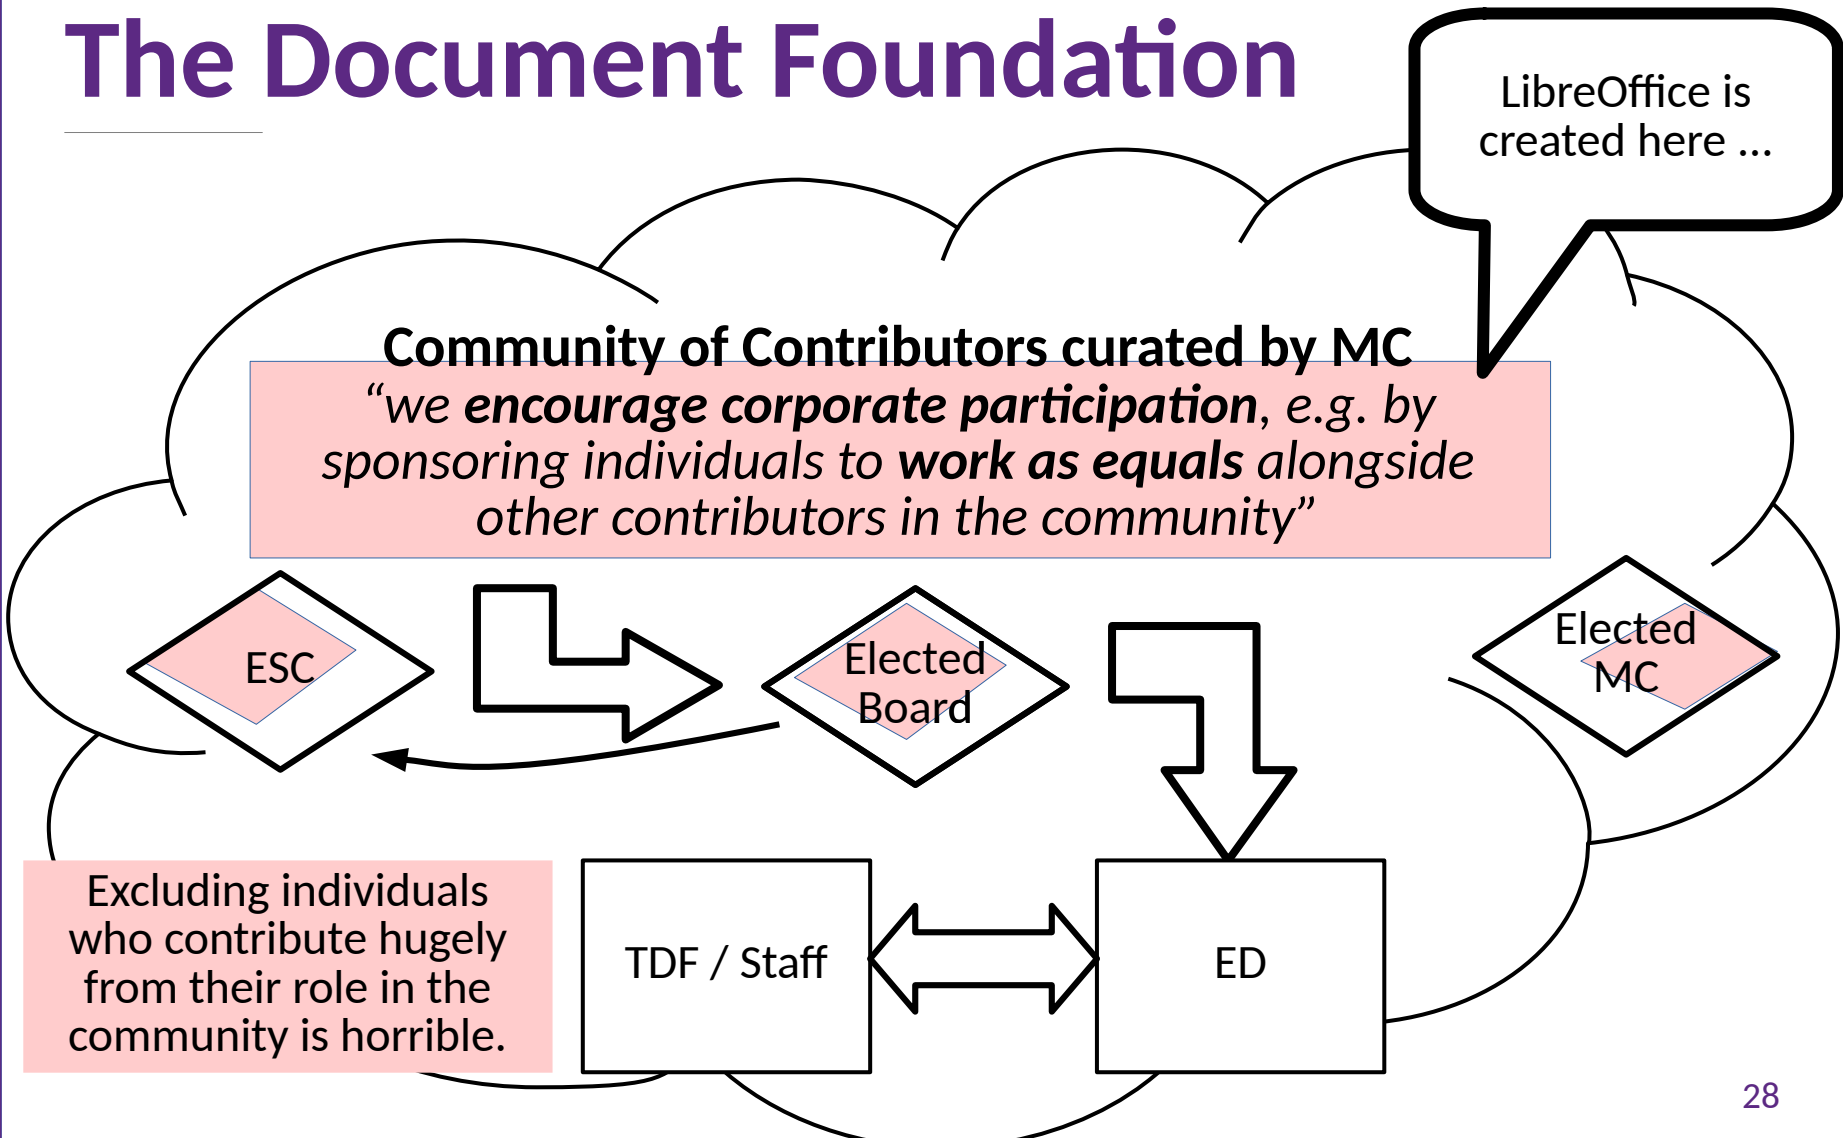 The Document Foundation
LibreOffice is
created here ...
Community of Contributors curated by MC
“we encourage corporate participation, e.g. by
sponsoring individuals to work as equals alongside
other contributors in the community”
ESC
Elected
Board
Elected
MC
Excluding individuals
who contribute hugely
from their role in the
community is horrible.
TDF / Staff
ED
28